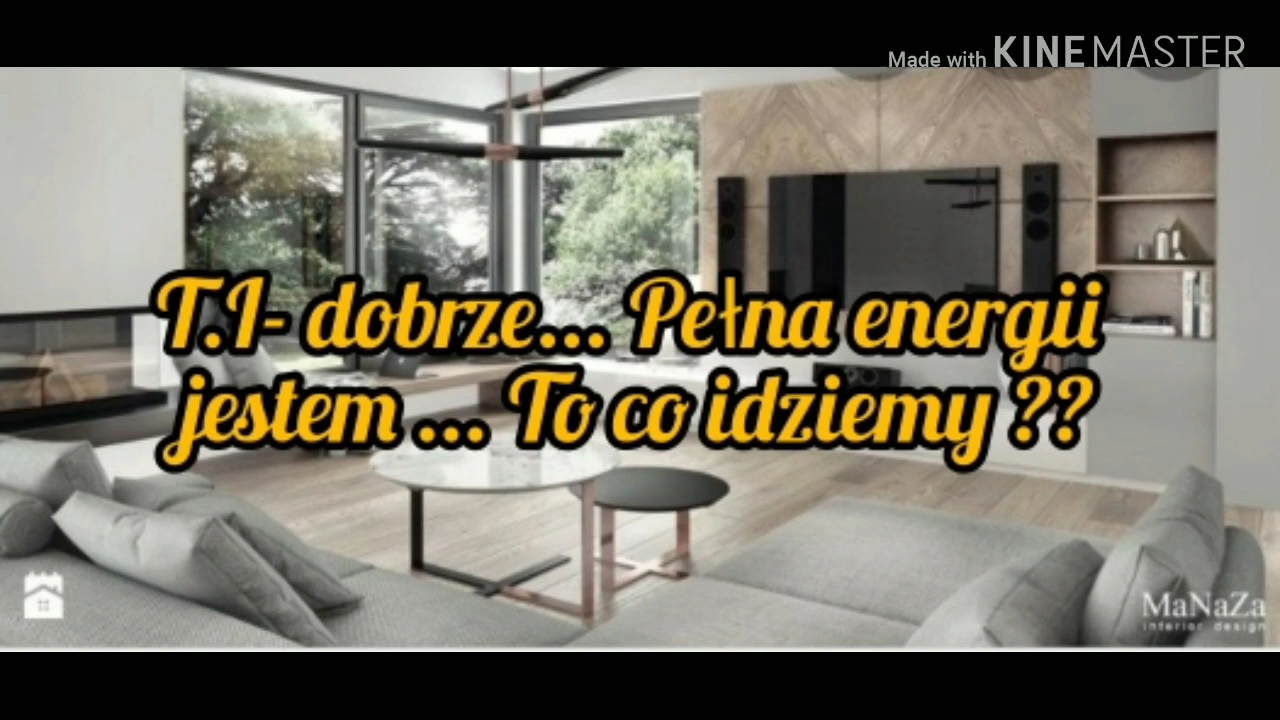 Made with KINEMASTER
T.I- dobrze... Pełna energii
jestem ... To co idziemy ??
MaNaZa
interior design